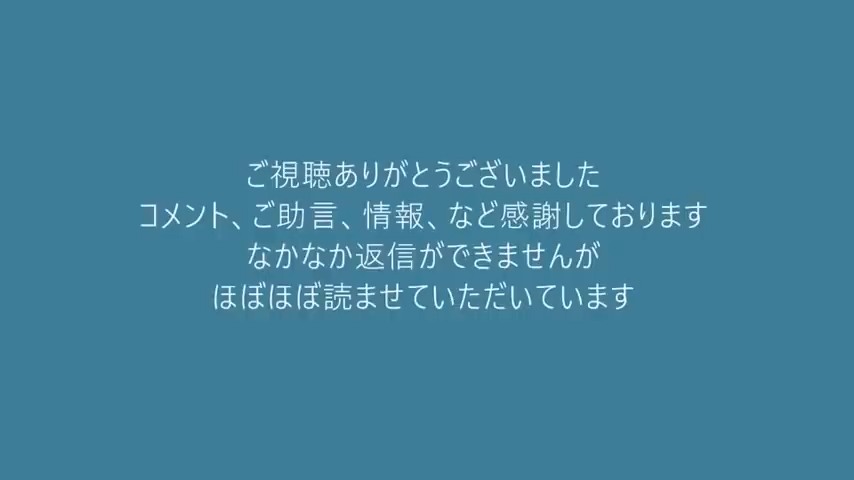 ご視聴ありがとうございました
コメント、ご助言、情報、など感謝しております
なかなか返信ができませんが
ほぼほぼ読ませていただいています